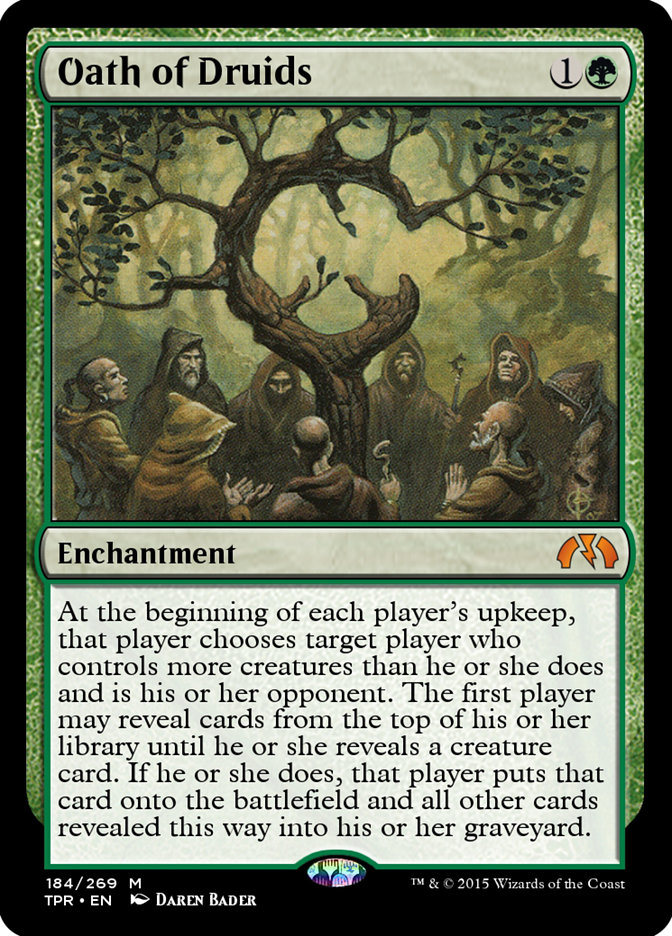 Oath of Druids
1
Enchantment
At the beginning of each player's upkeep,
that player chooses target player who
controls more creatures than he or she does
and is his or her opponent. The first player
may reveal cards from the top of his or her
library until he or she reveals a creature
card. If he or she does, that player puts that
card onto the battlefield and all other cards
revealed this way into his or her graveyard.
184/269 M
TPR • EN DAREN BADER
™ & © 2015 Wizards of the Coast